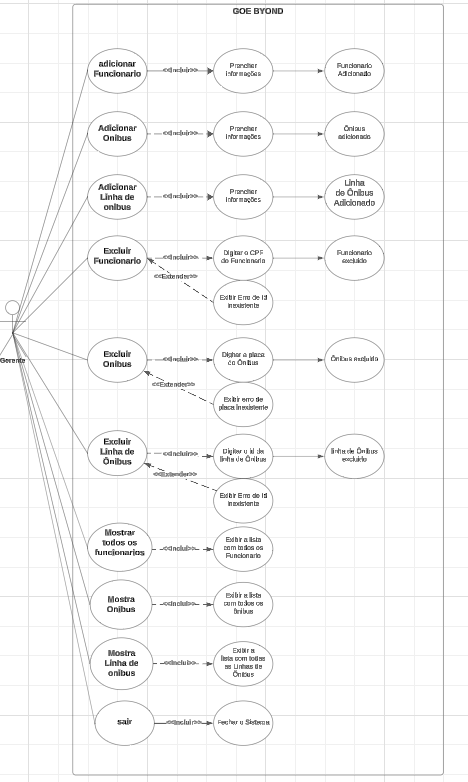 GOE BYOND
adicionar
Funcionario
<<Incluir>>
Prencher
Informações
Funcionario
Adicionado
Adicionar
Onibus
<<Incluir>>
Prencher
Informações
Ônibus
adicionado
Adicionar
Linha de
onibus
<<Incluir>>
Prencher
Informações
Linha
de Ônibus
Adicionado
Excluir
Funcionario
<<Incluir>>
Digitar o CPF
do Funcionario
Funcionario
excluido
<<Extender>>
Exibir Erro de Id
Inexistente
Gerente
Excluir
Onibus
<<Incluir>>
Digitar a placa
do Ônibus
Ônibus excluido
<<Extender>>
Exibir erro de
placa Inexistente
Excluir
Linha de
Ônibus
<<Incluir>>
Digitar o id da
linha de Ônibus
linha de Ônibus
excluido
<<Extender>>
Exibir Erro de Id
Inexistente
Mostrar
todos os
funcionarios
<<Inclui>>
Exibir a lista
com todos os
Funcionario
Mostra
Onibus
<<Inclui>>
Exibir a lista
com todos os
ônibus
Mostra
Linha de
onibus
<<Inclui>>
Exibir a
lista com todas
as Linhas de
Ônibus
sair
<<Incluir>>
Fechar o Sistema